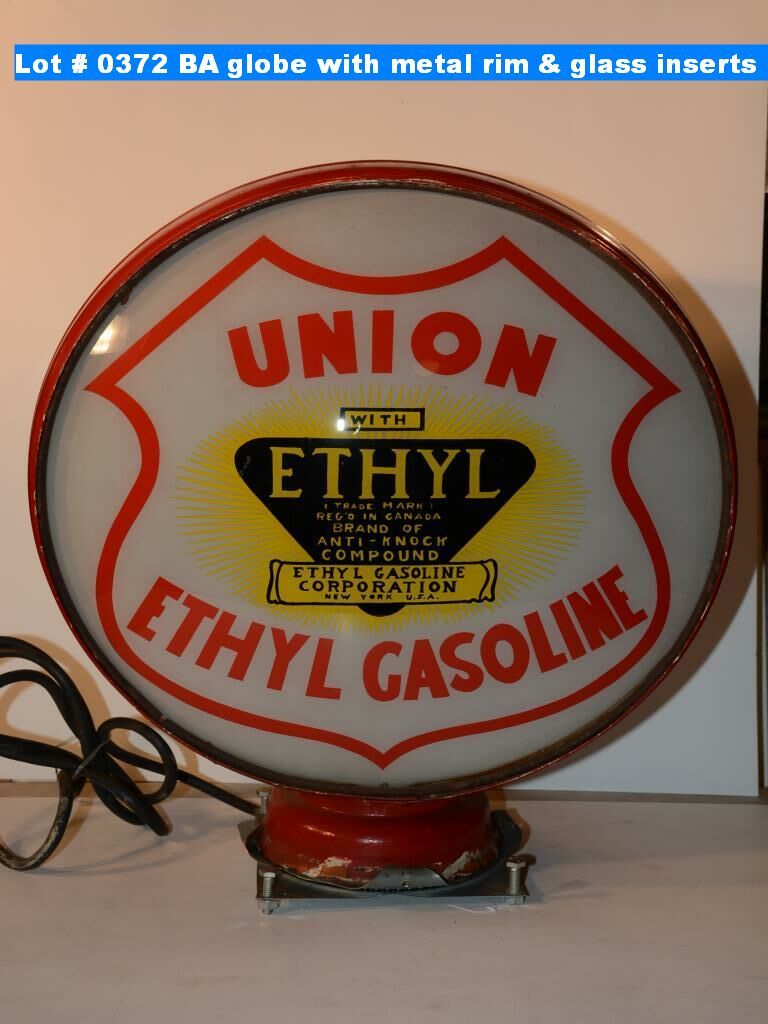 Lot # 0372 BA globe with metal rim & glass inserts
UNION
WITH
ETHYL
(TRADE MARK)
REG'D IN CANADA
BRAND OF
ANTI-KNOCK
COMPOUND
ETHYL GASOLINE
CORPORATION
NEW YORK U.S.A.
ETHYL GASOLINE